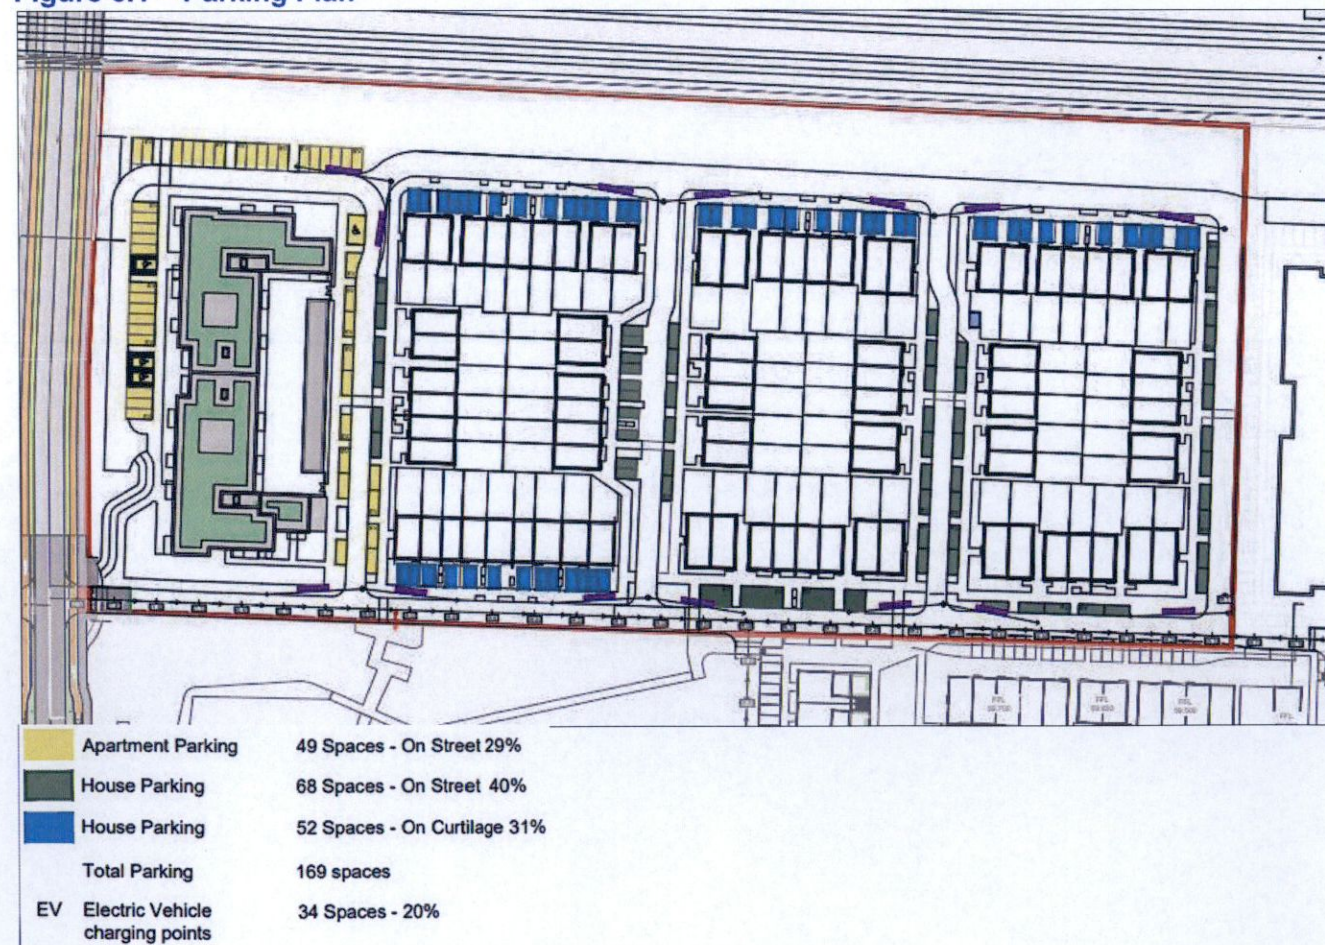 Apartment Parking 49 Spaces - On Street 29%
House Parking 68 Spaces - On Street 40%
House Parking 52 Spaces - On Curtilage 31%
Total Parking 169 spaces
EV Electric Vehicle 34 Spaces - 20%
charging points